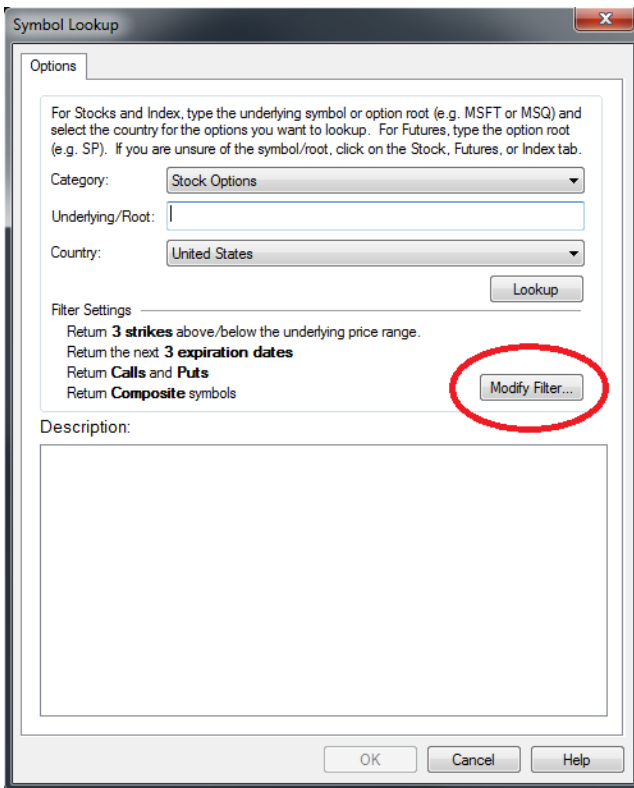 Symbol Lookup
Options
For Stocks and Index, type the underlying symbol or option root (e.g. MSFT or MSQ) and
select the country for the options you want to lookup. For Futures, type the option root
(e.g. SP). If you are unsure of the symbol/root, click on the Stock, Futures, or Index tab.
Category: Stock Options
Underlying/Root:
Country: United States
Lookup
Filter Settings
Return 3 strikes above/below the underlying price range.
Return the next 3 expiration dates
Return Calls and Puts
Return Composite symbols
Modify Filter...
Description:
OK Cancel Help